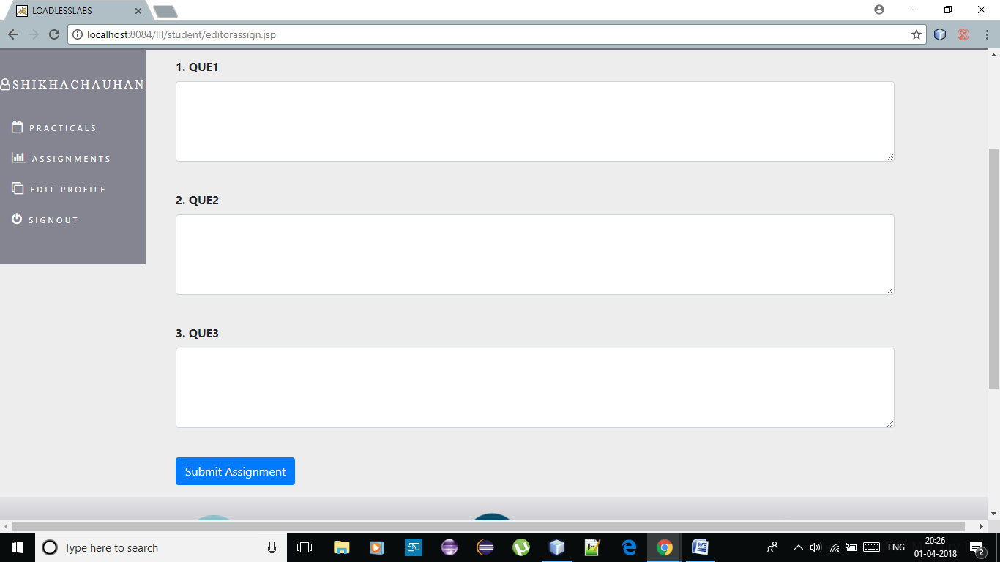 LOADLESSLABS
localhost:8084/lll/student/editorassign.jsp
SHIKHACHAUHAN
PRACTICALS
ASSIGNMENTS
EDIT PROFILE
SIGNOUT
1. QUE1
2. QUE2
3. QUE3
Submit Assignment
Type here to search
ENG
20:26
01-04-2018
2